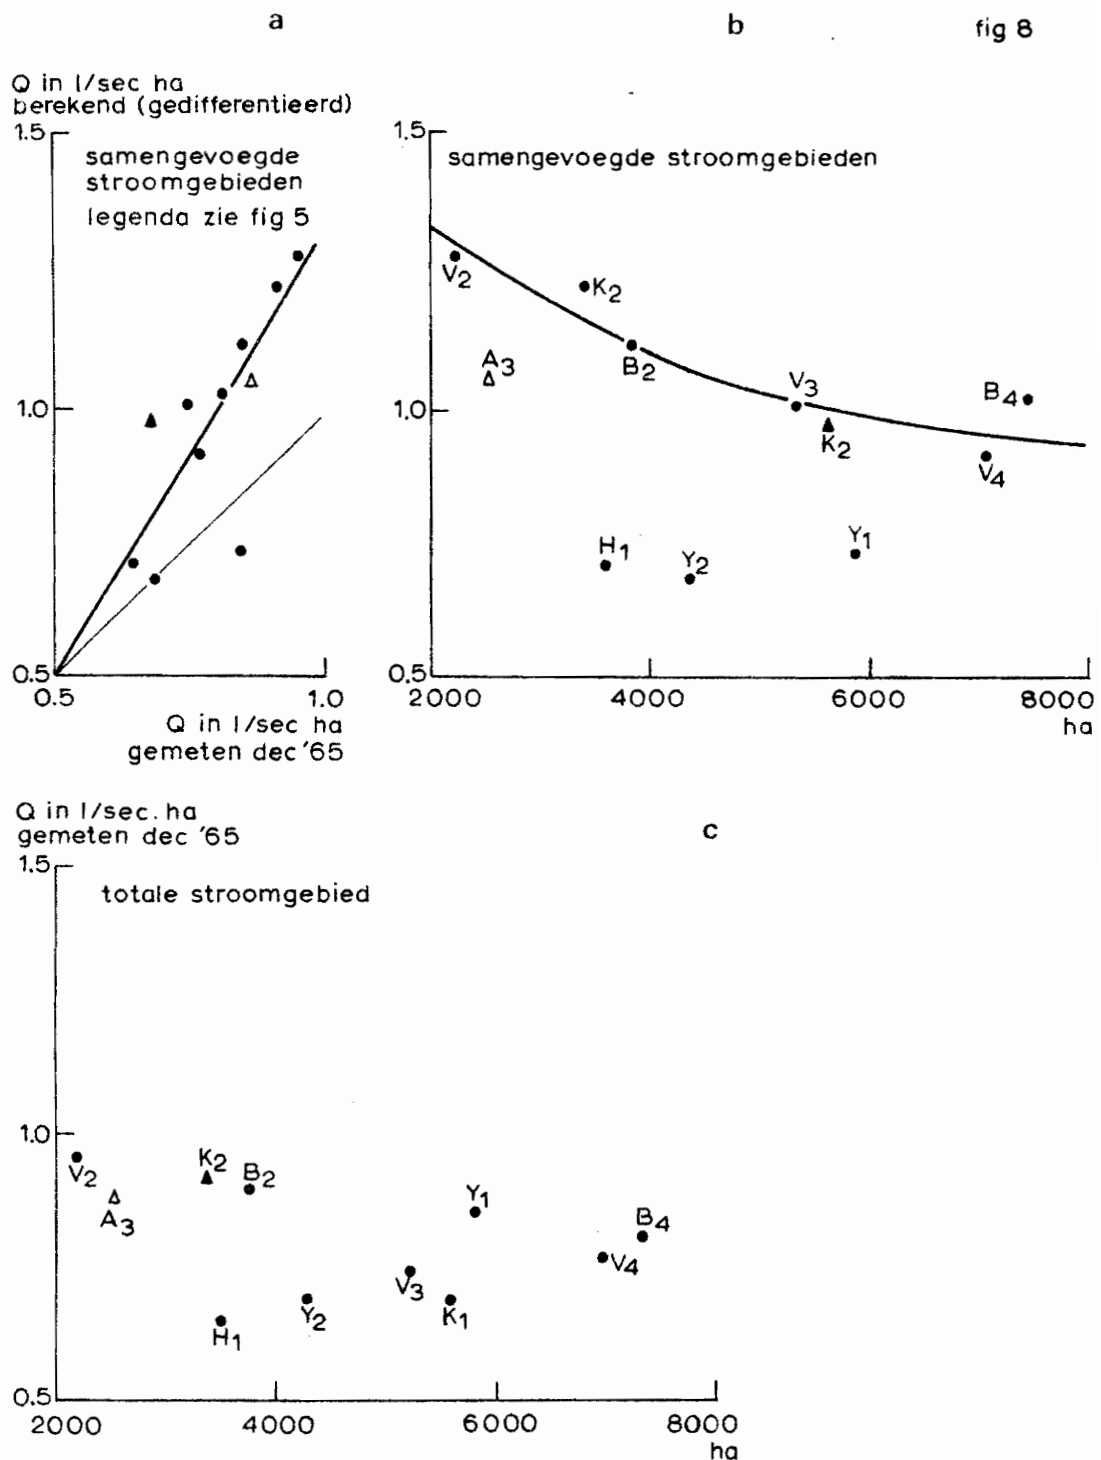 a
b
fig 8
Q in l/sec ha
berekend (gedifferentieerd)
1.5
samengevoegde
stroomgebieden
legenda zie fig 5
1.0
0.5
0.5
1.0
Q in l/sec ha
gemeten dec '65
1.5
samengevoegde stroomgebieden
V2
K2
A3
B2
V3
K2
B4
V4
H1
Y2
Y1
1.0
0.5
2000
4000
6000
8000
ha
Q in l/sec. ha
gemeten dec '65
c
1.5
totale stroomgebied
1.0
V2
A3
K2
B2
Y1
B4
V4
V3
K1
Y2
H1
0.5
2000
4000
6000
8000
ha